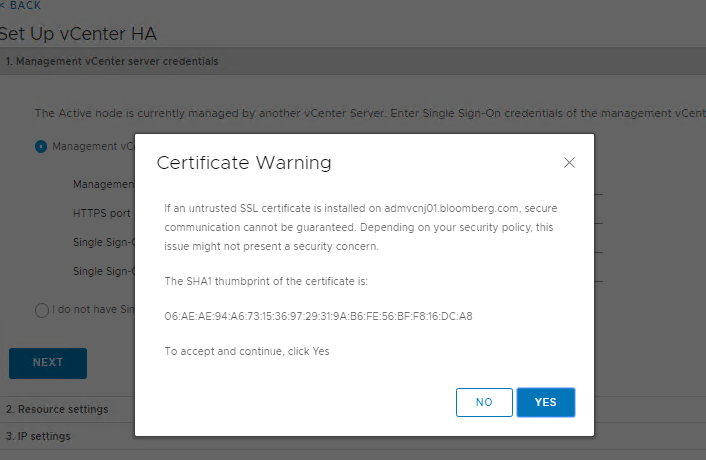 < BACK
Set Up vCenter HA
1. Management vCenter server credentials
The Active node is currently managed by another vCenter Server. Enter Single Sign-On credentials of the management vCent
Management vC
Certificate Warning
Managemen
If an untrusted SSL certificate is installed on admvcnj01.bloomberg.com, secure
HTTPS port
communication cannot be guaranteed. Depending on your security policy, this
Single Sign-O
issue might not present a security concern.
Single Sign-O
The SHA1 thumbprint of the certificate is:
I do not have Sin
06:AE:AE:94:A6:73:15:36:97:29:31:9A:B6:FE:56:BF:F8:16:DC:A8
To accept and continue, click Yes
NEXT
NO
YES
2. Resource settings
3. IP settings